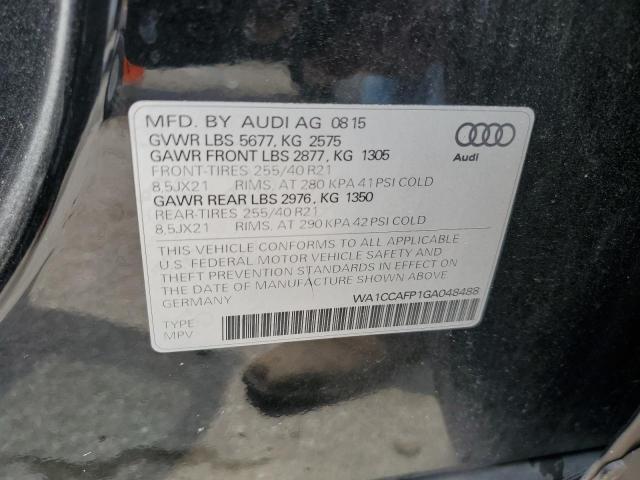 MFD. BY AUDI AG 08 15
GVWR LBS 5677, KG 2575
GAWR FRONT LBS 2877, KG 1305
FRONT-TIRES 255/40 R21
8,5JX21 RIMS, AT 280 KPA 41 PSI COLD
GAWR REAR LBS 2976, KG 1350
REAR-TIRES 255/40 R21
8,5JX21 RIMS, AT 290 KPA 42 PSI COLD
Audi
THIS VEHICLE CONFORMS TO ALL APPLICABLE
U.S. FEDERAL MOTOR VEHICLE SAFETY AND
THEFT PREVENTION STANDARDS IN EFFECT ON
THE DATE OF MANUFACTURE SHOWN ABOVE.
GERMANY
WA1CCAFP1GA048488
TYPE
MPV